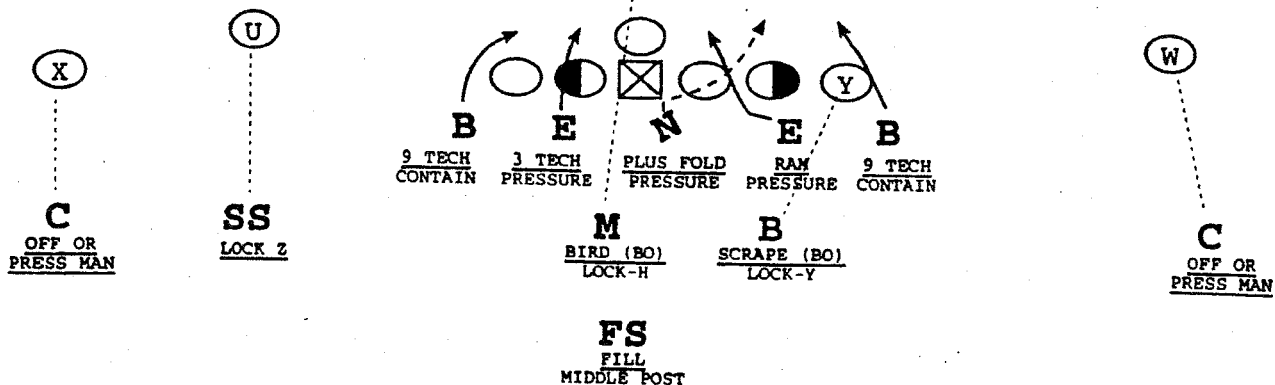 U
X
W
Y
B E N E B
9 TECH 3 TECH PLUS FOLD RAM 9 TECH
CONTAIN PRESSURE PRESSURE PRESSURE CONTAIN
C SS M B C
OFF OR LOCK Z BIRD (BO) SCRAPE (BO) OFF OR
PRESS MAN LOCK-H LOCK-Y PRESS MAN
FS
FILL
MIDDLE POST